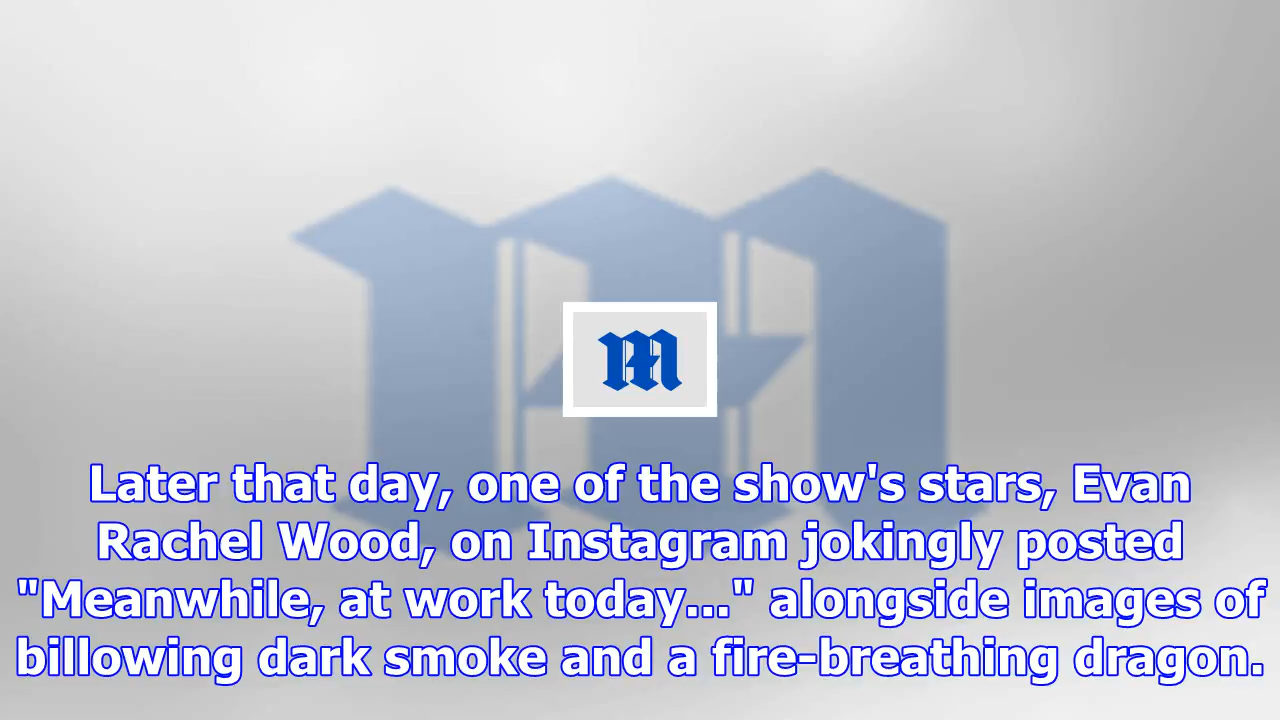 Later that day, one of the show's stars, Evan
Rachel Wood, on Instagram jokingly posted
"Meanwhile, at work today..." alongside images of
billowing dark smoke and a fire-breathing dragon.